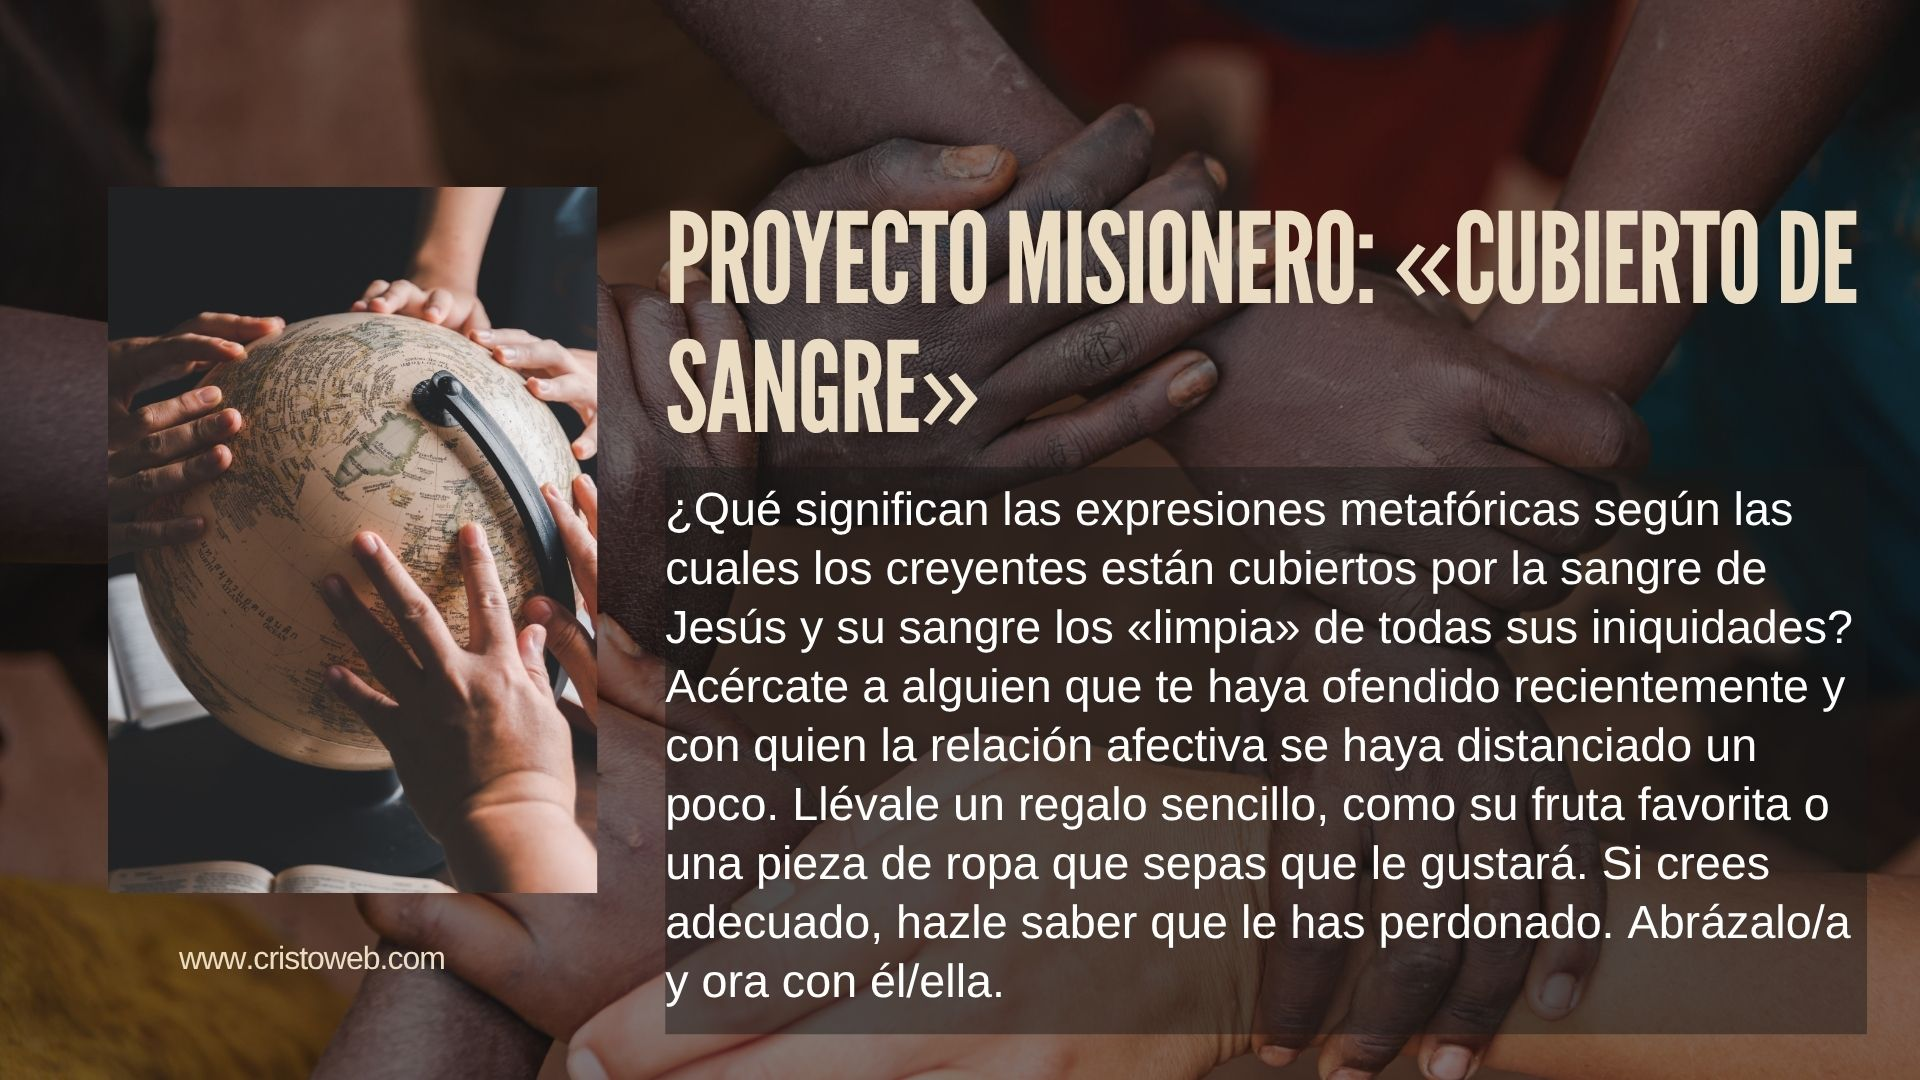 PROYECTO MISIONERO: «CUBIERTO DE
SANGRE»
¿Qué significan las expresiones metafóricas según las
cuales los creyentes están cubiertos por la sangre de
Jesús y su sangre los «limpia» de todas sus iniquidades?
Acércate a alguien que te haya ofendido recientemente y
con quien la relación afectiva se haya distanciado un
poco. Llévale un regalo sencillo, como su fruta favorita o
una pieza de ropa que sepas que le gustará. Si crees
adecuado, hazle saber que le has perdonado. Abrázalo/a
y ora con él/ella.
www.cristoweb.com